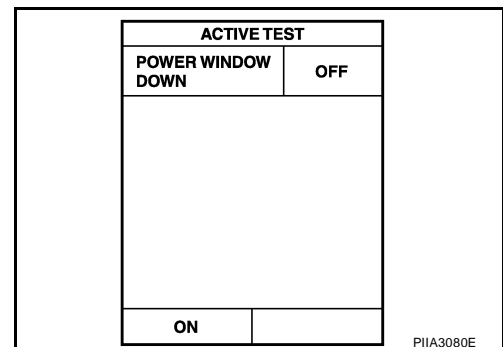 ACTIVE TEST
POWER WINDOW
DOWN
OFF
ON
PIIA3080E